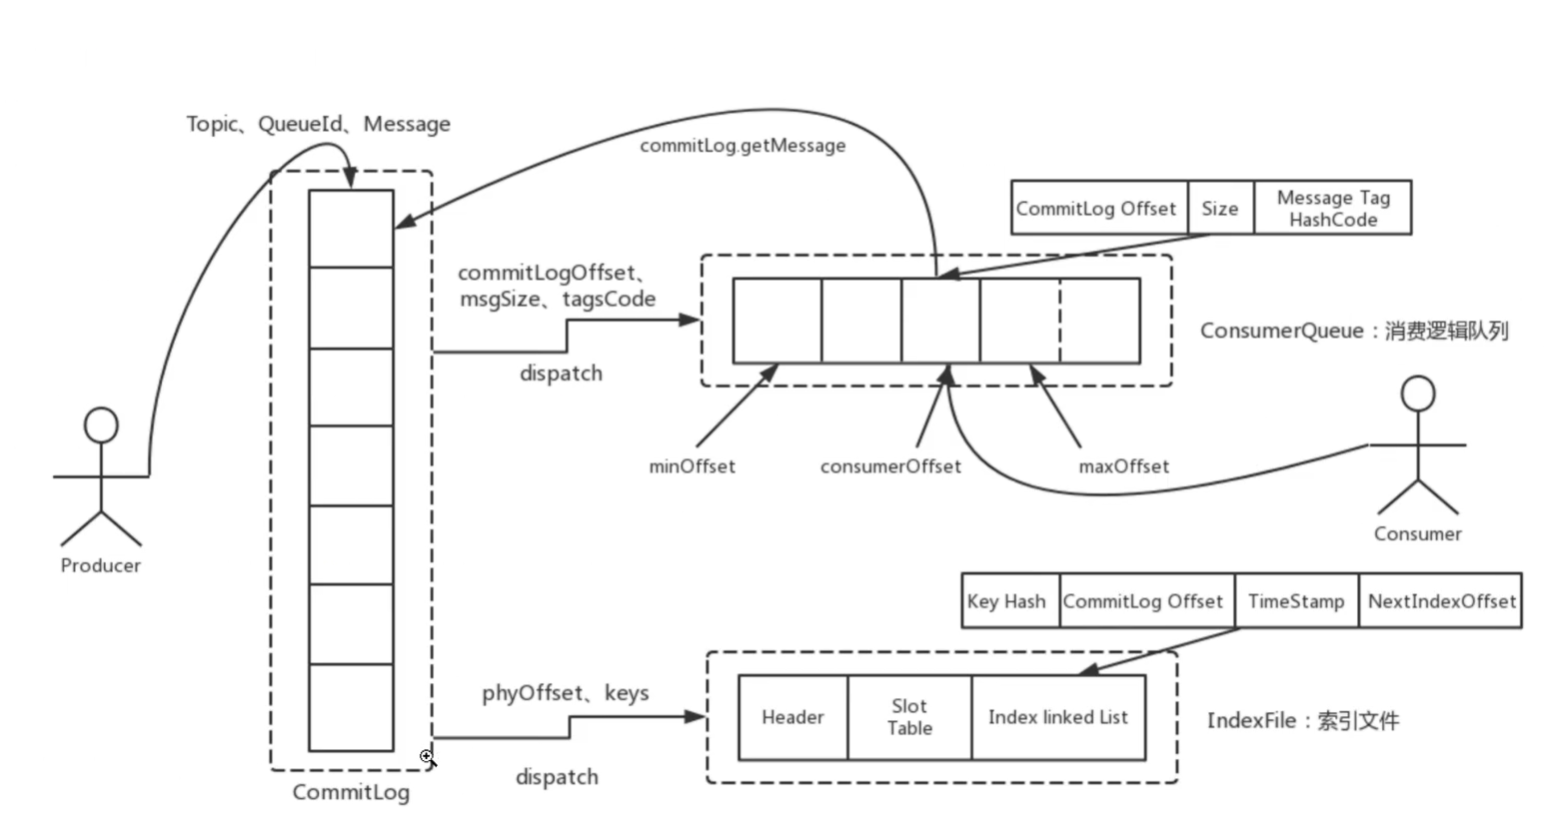 Topic、QueueId、Message
commitLog.getMessage
CommitLog Offset
Size
Message Tag
HashCode
commitLogOffset、
msgSize、tagsCode
dispatch
ConsumerQueue：消费逻辑队列
minOffset
consumerOffset
maxOffset
Producer
Consumer
Key Hash
CommitLog Offset
TimeStamp
NextIndexOffset
phyOffset、keys
dispatch
Header
Slot
Table
Index linked List
IndexFile：索引文件
CommitLog